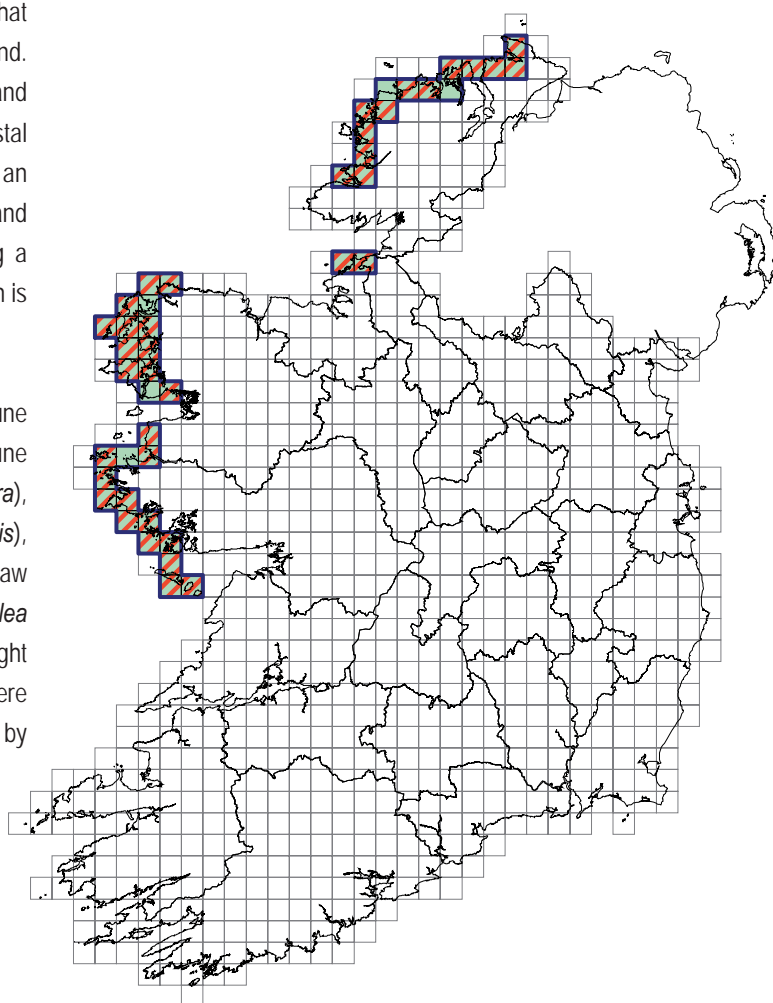 hat
nd.
and
stal
an
and
g a
n is
une
une
ra),
is),
aw
lea
ght
ere
by